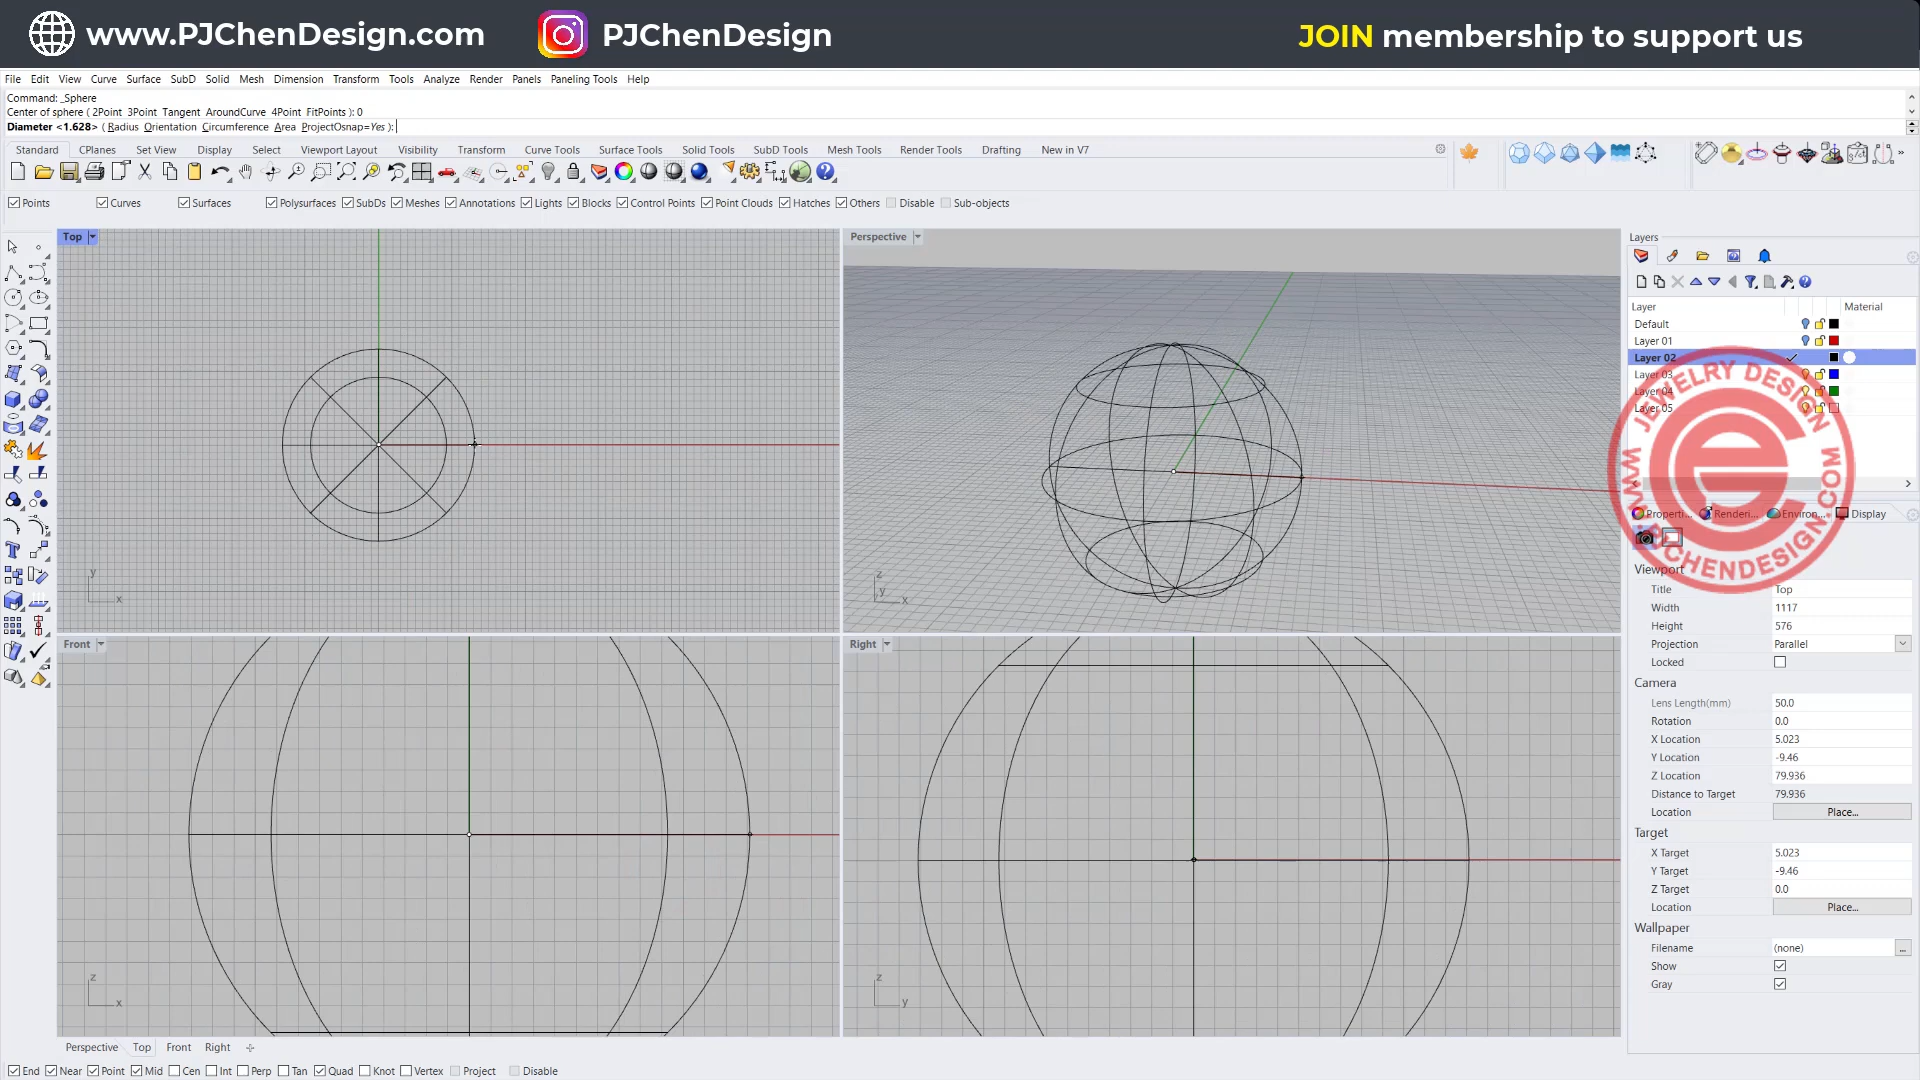 www.PJChenDesign.com PJChenDesign JOIN membership to support us
File Edit View Curve Surface SubD Solid Mesh Dimension Transform Tools Analyze Render Panels Paneling Tools Help
Command: _Sphere
Center of sphere ( 2Point 3Point Tangent AroundCurve 4Point FitPoints ): 0
Diameter <1.628> ( Radius Orientation Circumference Area ProjectOsnap=Yes ):
Standard CPlanes Set View Display Select Viewport Layout Visibility Transform Curve Tools Surface Tools Solid Tools SubD Tools Mesh Tools Render Tools Drafting New in V7
Points Curves Surfaces Polysurfaces SubDs Meshes Annotations Lights Blocks Control Points Point Clouds Hatches Others Disable Sub-objects
Top
Perspective
Layers
Layer Material
Default
Layer 01
Layer 02
Layer 03
Layer 04
Layer 05
JEWELRY DESIGN
WWW.PJCHENDESIGN.COM
Properti... Renderi... Environ... Display
Viewport
Title Top
Width 1117
Height 576
Projection Parallel
Locked
Camera
Lens Length(mm) 50.0
Rotation 0.0
X Location 5.023
Y Location -9.46
Z Location 79.936
Distance to Target 79.936
Location Place...
Target
X Target 5.023
Y Target -9.46
Z Target 0.0
Location Place...
Wallpaper
Filename (none) ...
Show
Gray
y
x
z
y
x
Front
Right
z
x
z
y
Perspective Top Front Right
End Near Point Mid Cen Int Perp Tan Quad Knot Vertex Project Disable